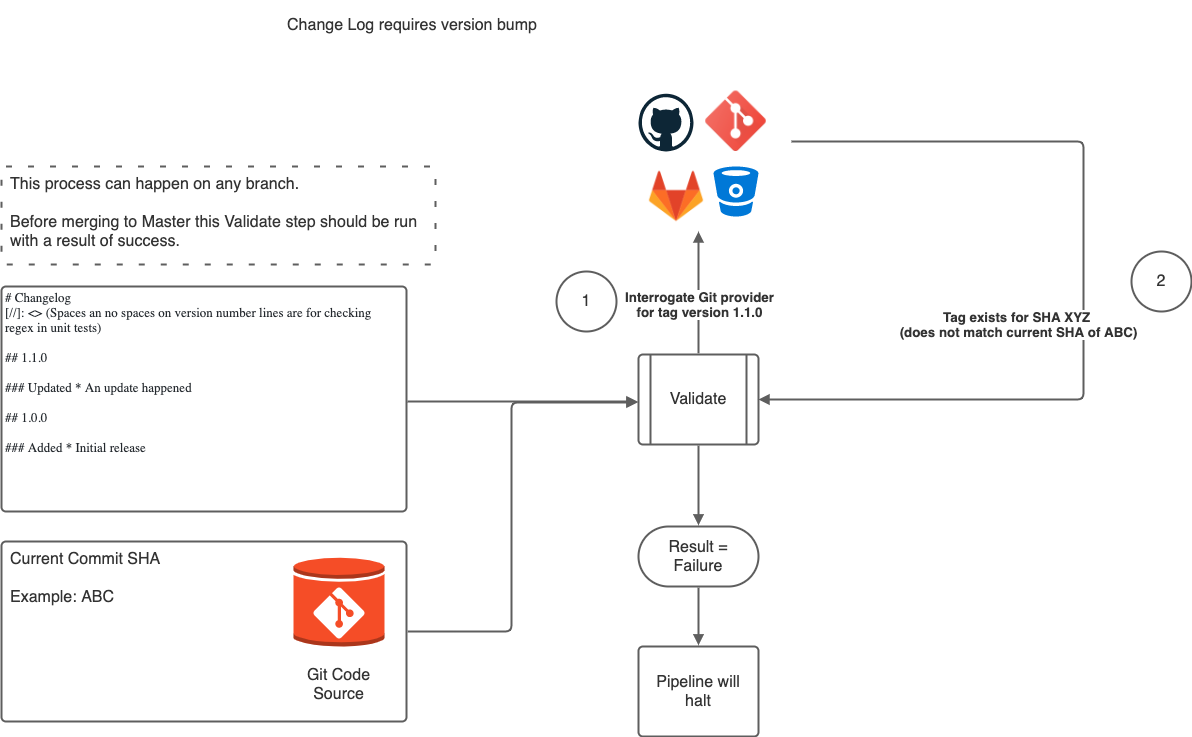 Change Log requires version bump
This process can happen on any branch.
Before merging to Master this Validate step should be run
with a result of success.
# Changelog
[//]: <> (Spaces an no spaces on version number lines are for checking
regex in unit tests)
## 1.1.0
### Updated * An update happened
## 1.0.0
### Added * Initial release
Current Commit SHA
Example: ABC
Git Code
Source
1
Interrogate Git provider
for tag version 1.1.0
2
Tag exists for SHA XYZ
(does not match current SHA of ABC)
Validate
Result =
Failure
Pipeline will
halt